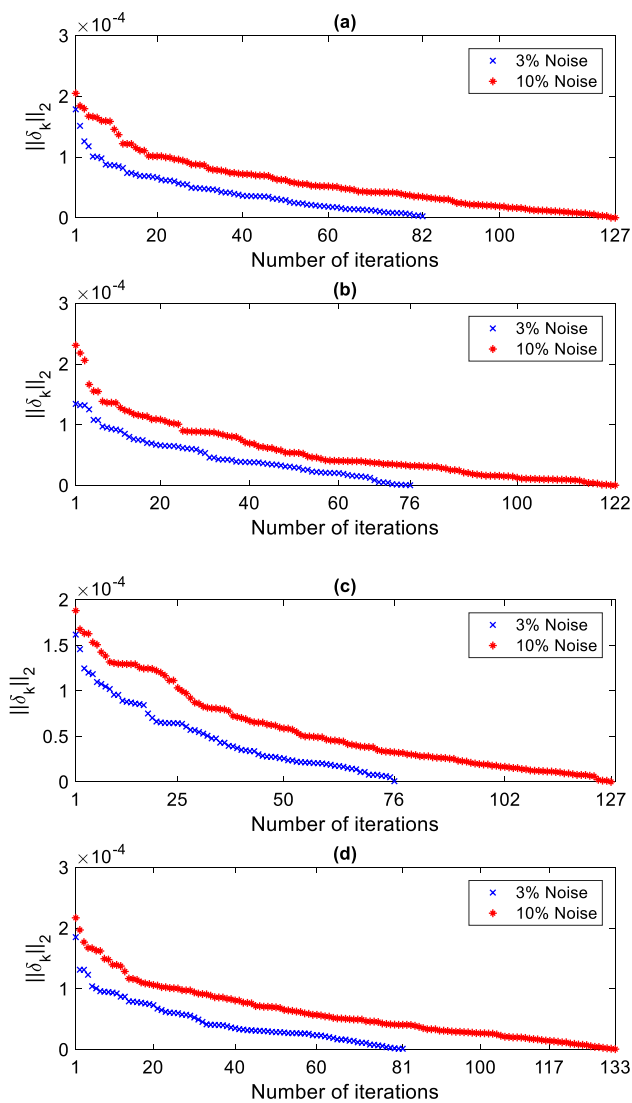 (a)
×10-4
3
2
1
0
||δk||2
3% Noise
10% Noise
1 20 40 60 82 100 127
Number of iterations
(b)
×10-4
3
2
1
0
||δk||2
3% Noise
10% Noise
1 20 40 60 76 100 122
Number of iterations
(c)
×10-4
2
1.5
1
0.5
0
||δk||2
3% Noise
10% Noise
1 25 50 76 102 127
Number of iterations
(d)
×10-4
3
2
1
0
||δk||2
3% Noise
10% Noise
1 20 40 60 81 100 117 133
Number of iterations